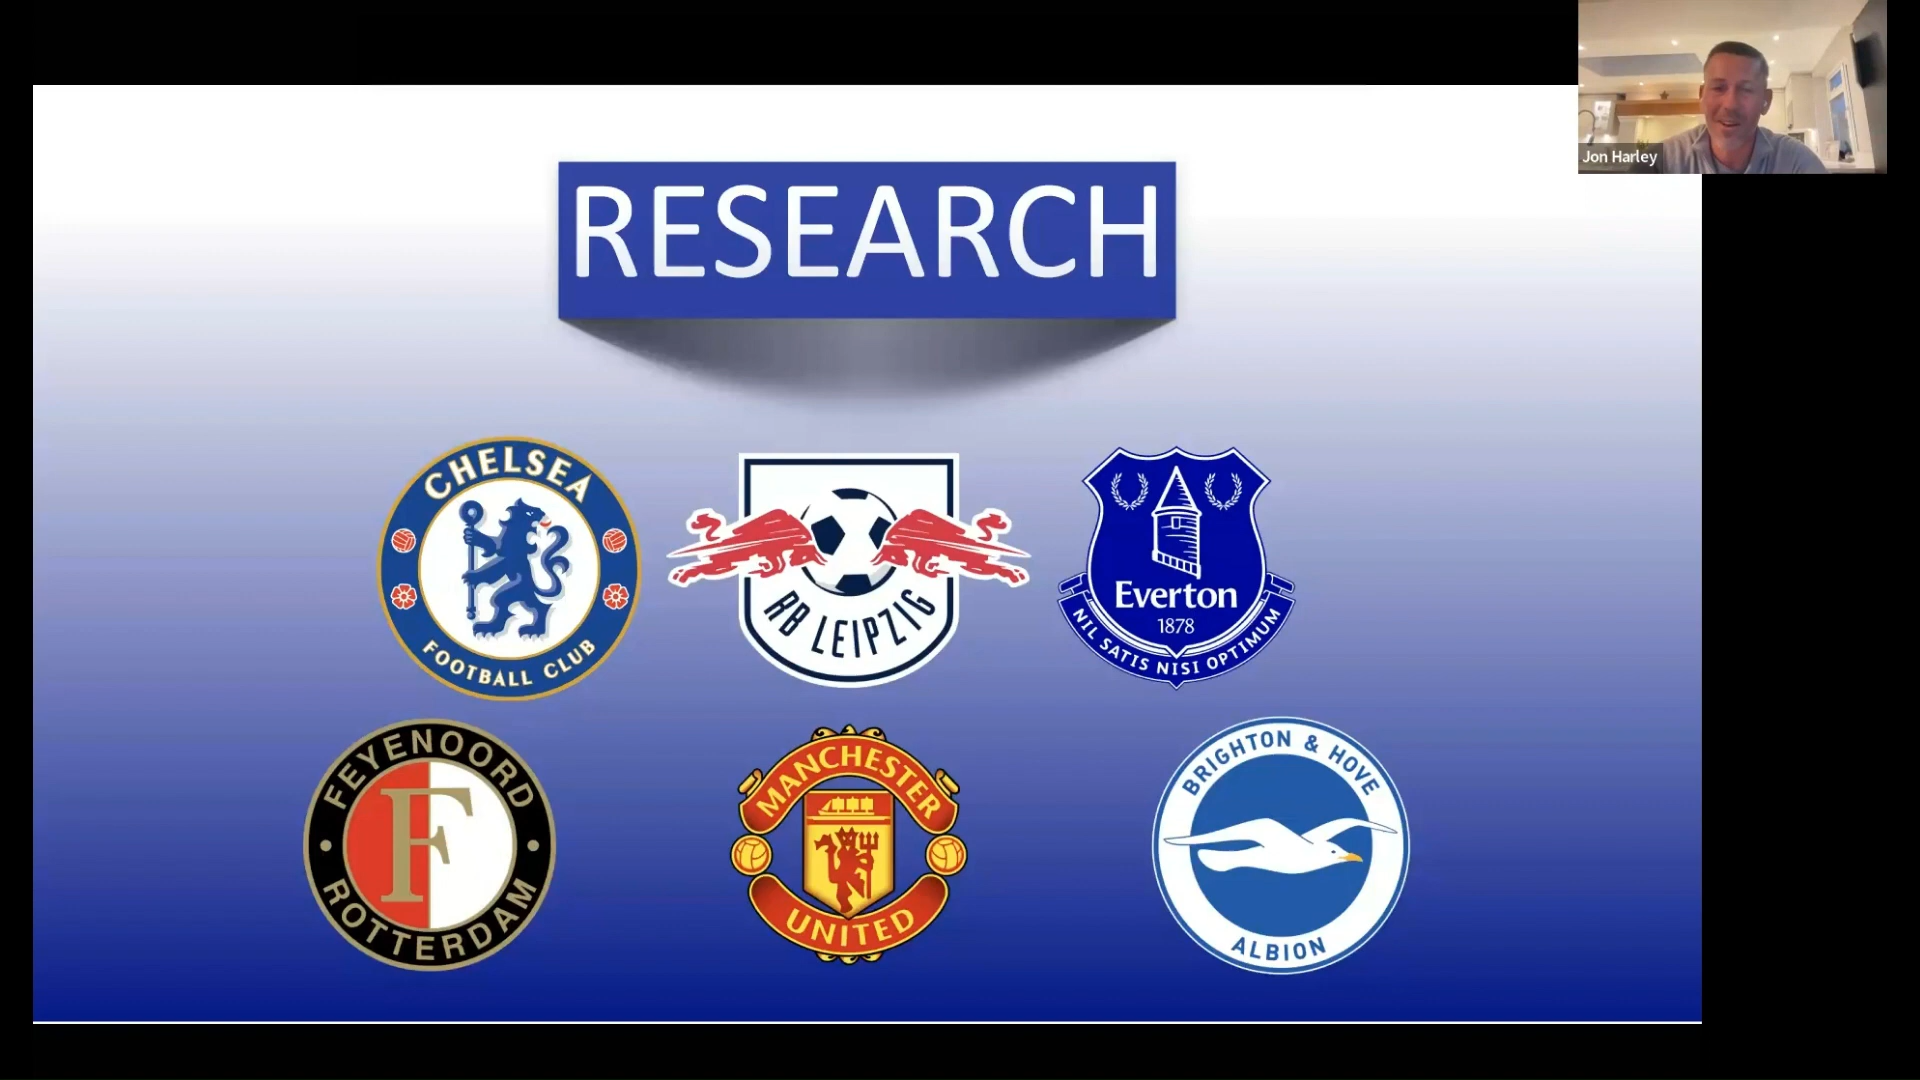 Jon Harley
RESEARCH
CHELSEA
FOOTBALL CLUB
RB LEIPZIG
Everton
1878
NIL SATIS NISI OPTIMUM
FEYENOORD
F
ROTTERDAM
MANCHESTER
UNITED
BRIGHTON & HOVE
ALBION